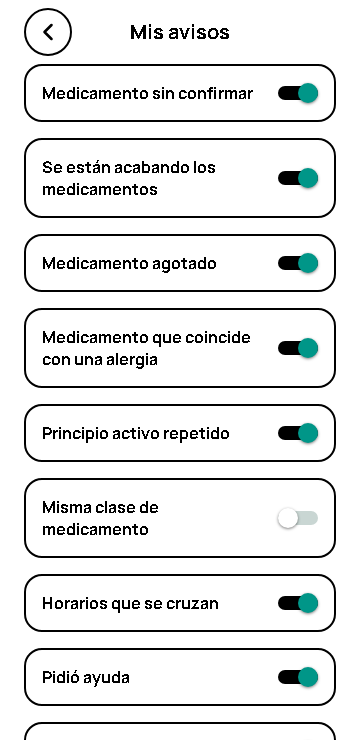 Mis avisos
Medicamento sin confirmar
Se están acabando los
medicamentos
Medicamento agotado
Medicamento que coincide
con una alergia
Principio activo repetido
Misma clase de
medicamento
Horarios que se cruzan
Pidió ayuda